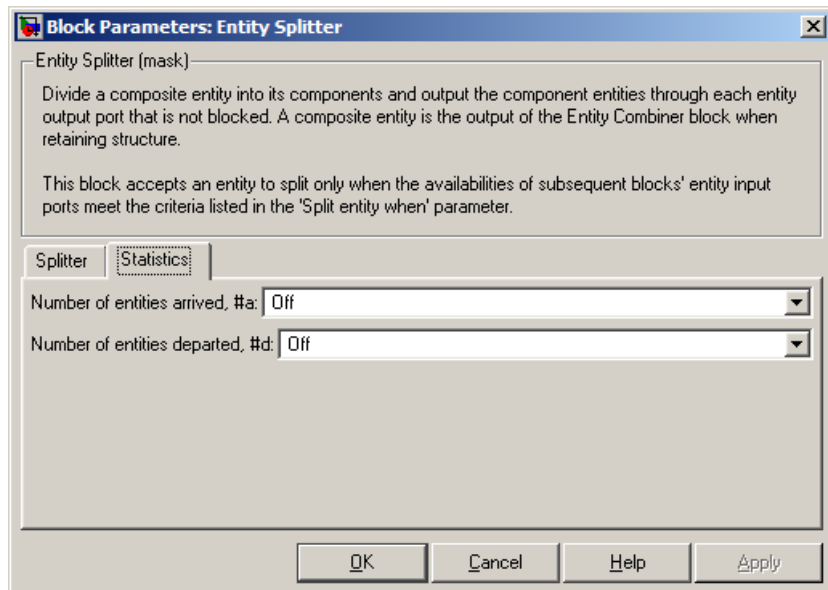 Block Parameters: Entity Splitter
Entity Splitter (mask)
Divide a composite entity into its components and output the component entities through each entity
output port that is not blocked. A composite entity is the output of the Entity Combiner block when
retaining structure.
This block accepts an entity to split only when the availabilities of subsequent blocks' entity input
ports meet the criteria listed in the 'Split entity when' parameter.
Splitter Statistics
Number of entities arrived, #a: Off
Number of entities departed, #d: Off
OK Cancel Help Apply